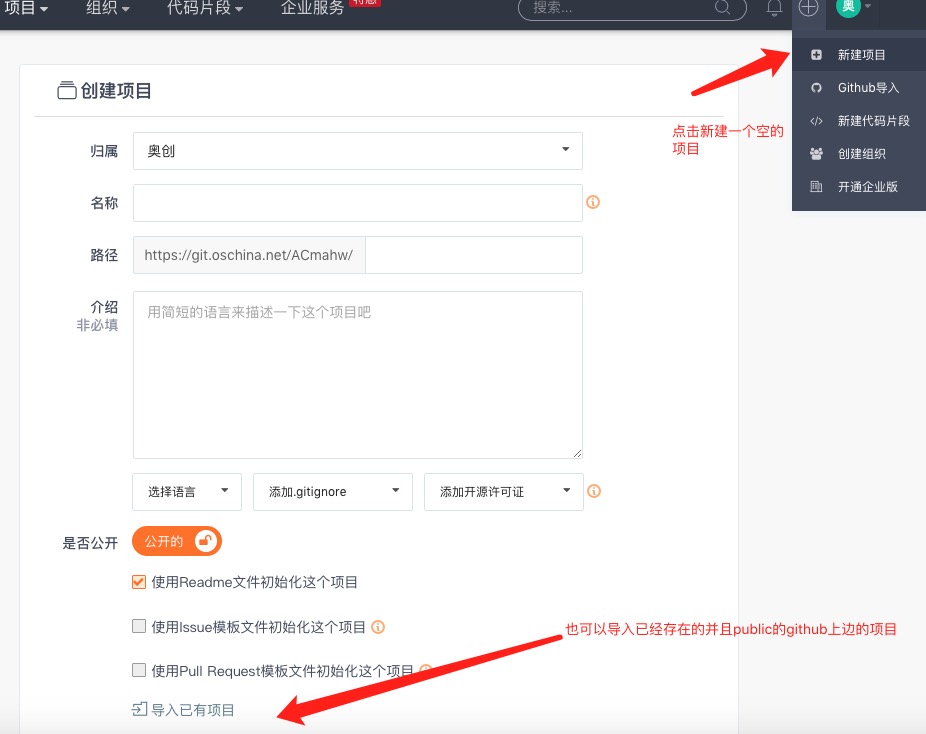 项目 组织 代码片段 企业服务 特惠 搜索... 奥
新建项目
Github导入
新建代码片段
创建组织
开通企业版
点击新建一个空的
项目
创建项目
归属 奥创
名称
路径 https://git.oschina.net/ACmahw/
介绍
非必填
用简短的语言来描述一下这个项目吧
选择语言 添加.gitignore 添加开源许可证
是否公开 公开的
使用Readme文件初始化这个项目
使用Issue模板文件初始化这个项目
也可以导入已经存在的并且public的github上边的项目
使用Pull Request模板文件初始化这个项目
导入已有项目